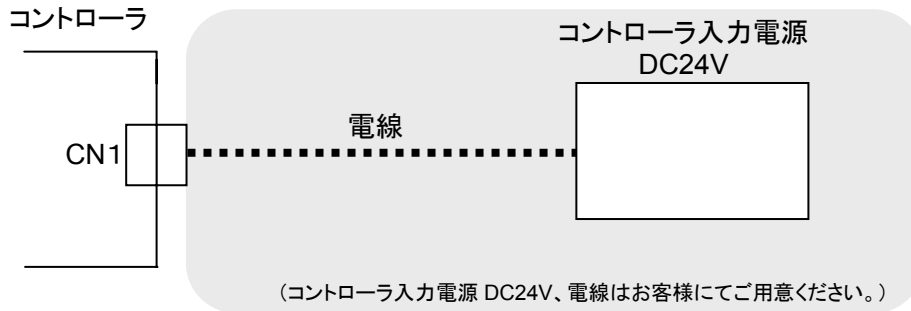 コントローラ
コントローラ入力電源
DC24V
電線
CN1
(コントローラ入力電源 DC24V、電線はお客様にてご用意ください。)